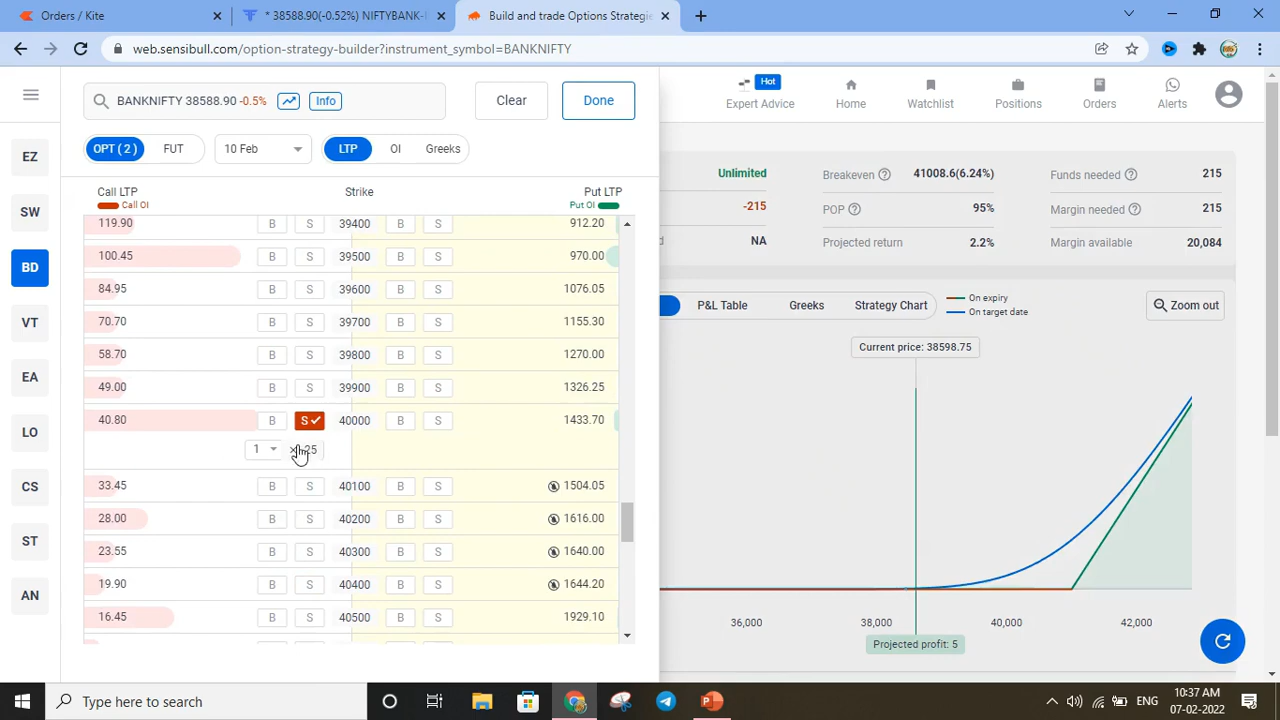 Orders / Kite
* 38588.90(-0.52%) NIFTYBANK-I
Build and trade Options Strategie
web.sensibull.com/option-strategy-builder?instrument_symbol=BANKNIFTY
BANKNIFTY 38588.90 -0.5% Info
Clear
Done
Hot
Expert Advice
Home
Watchlist
Positions
Orders
Alerts
EZ
SW
BD
VT
EA
LO
CS
ST
AN
OPT ( 2 ) FUT 10 Feb LTP OI Greeks
Call LTP Strike Put LTP
Call OI Put OI
119.90 B S 39400 B S 912.20
100.45 B S 39500 B S 970.00
84.95 B S 39600 B S 1076.05
70.70 B S 39700 B S 1155.30
58.70 B S 39800 B S 1270.00
49.00 B S 39900 B S 1326.25
40.80 B S 40000 B S 1433.70
1 25
33.45 B S 40100 B S 1504.05
28.00 B S 40200 B S 1616.00
23.55 B S 40300 B S 1640.00
19.90 B S 40400 B S 1644.20
16.45 B S 40500 B S 1929.10
Unlimited
-215
NA
Breakeven 41008.6(6.24%)
POP 95%
Projected return 2.2%
Funds needed 215
Margin needed 215
Margin available 20,084
P&L Table Greeks Strategy Chart
On expiry
On target date
Zoom out
Current price: 38598.75
36,000 38,000 40,000 42,000
Projected profit: 5
Type here to search
ENG
10:37 AM
07-02-2022